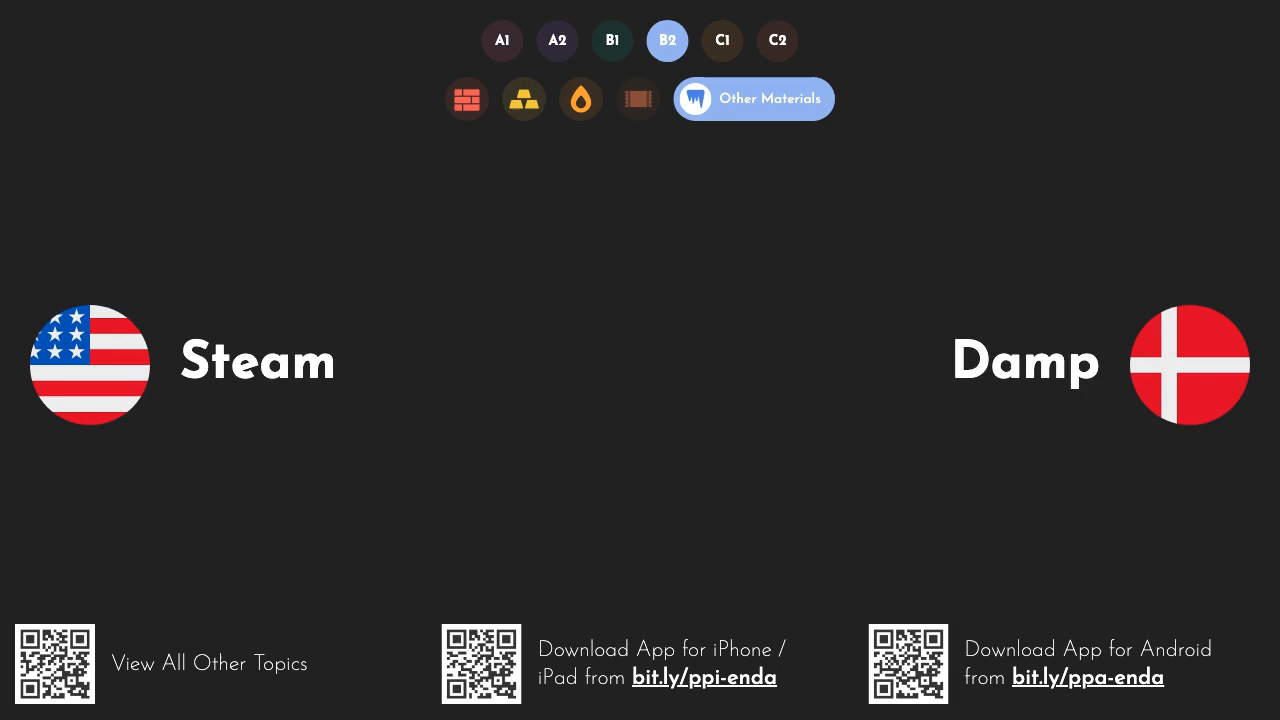 A1 A2 B1 B2 C1 C2
Other Materials
Steam
Damp
View All Other Topics
Download App for iPhone /
iPad from bit.ly/ppi-enda
Download App for Android
from bit.ly/ppa-enda